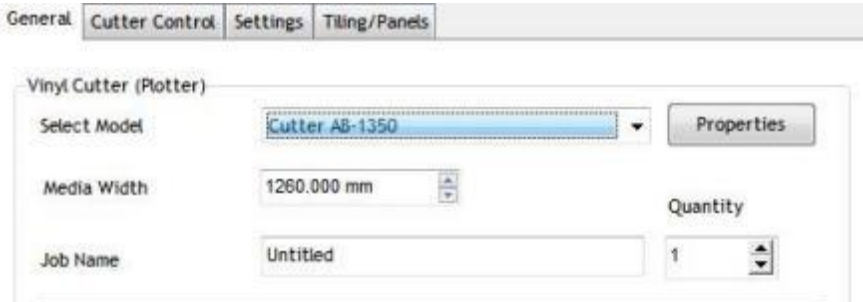 General Cutter Control Settings Tiling/Panels
Vinyl Cutter (Plotter)
Select Model Cutter AB-1350 Properties
Media Width 1260.000 mm
Quantity
Job Name Untitled 1